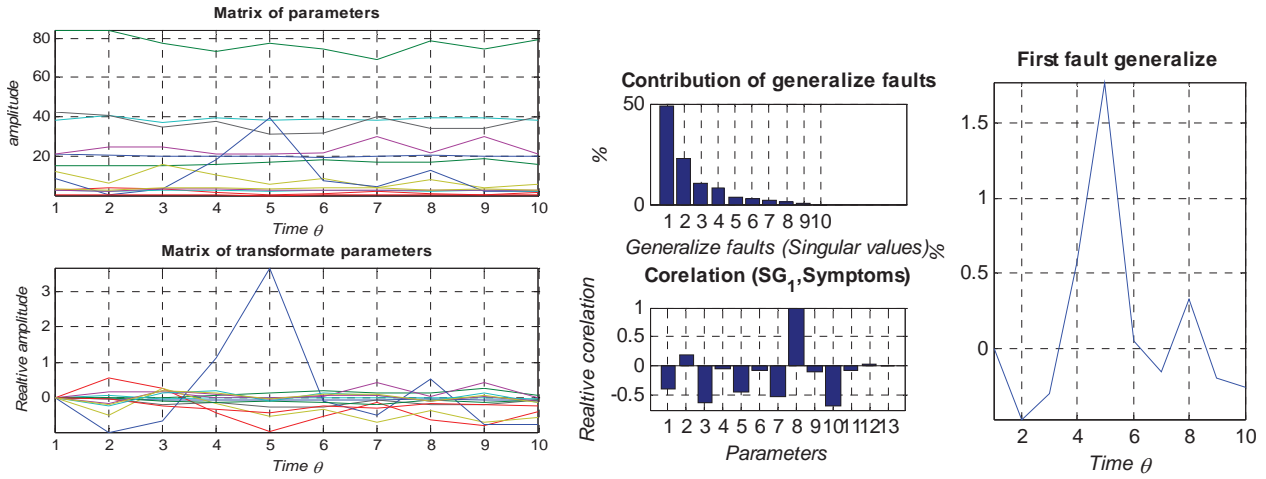 Matrix of parameters
amplitude
80
60
40
20
1 2 3 4 5 6 7 8 9 10
Time θ
Matrix of transformate parameters
Realtive amplitude
3
2
1
0
1 2 3 4 5 6 7 8 9 10
Time θ
Contribution of generalize faults
%
50
0
1 2 3 4 5 6 7 8 9 10
Generalize faults (Singular values)
Corelation (SG1,Symptoms)
Realtive corelation
1
0.5
0
-0.5
1 2 3 4 5 6 7 8 9 10 11 12 13
Parameters
First fault generalize
%
1.5
1
0.5
0
2 4 6 8 10
Time θ